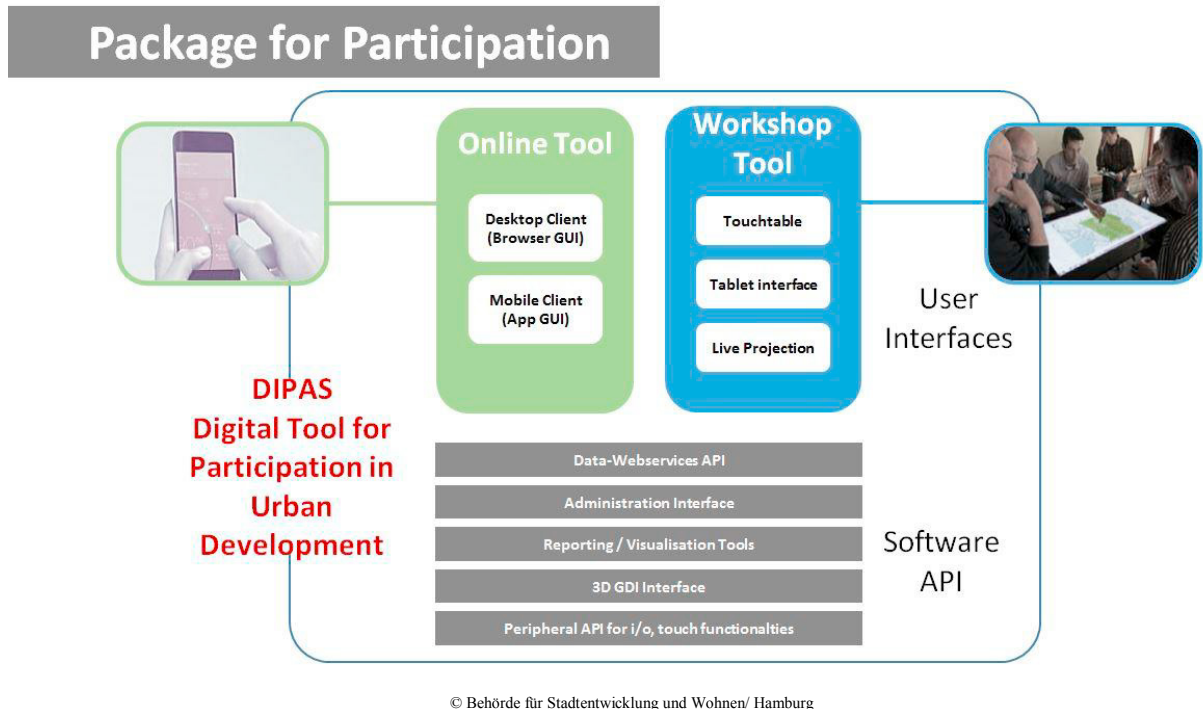 Package for Participation
Online Tool
Desktop Client
(Browser GUI)
Mobile Client
(App GUI)
Workshop
Tool
Touchtable
Tablet interface
Live Projection
User
Interfaces
DIPAS
Digital Tool for
Participation in
Urban
Development
Data-Webservices API
Administration Interface
Reporting / Visualisation Tools
3D GDI Interface
Peripheral API for i/o, touch functionalties
Software
API
© Behörde für Stadtentwicklung und Wohnen/ Hamburg